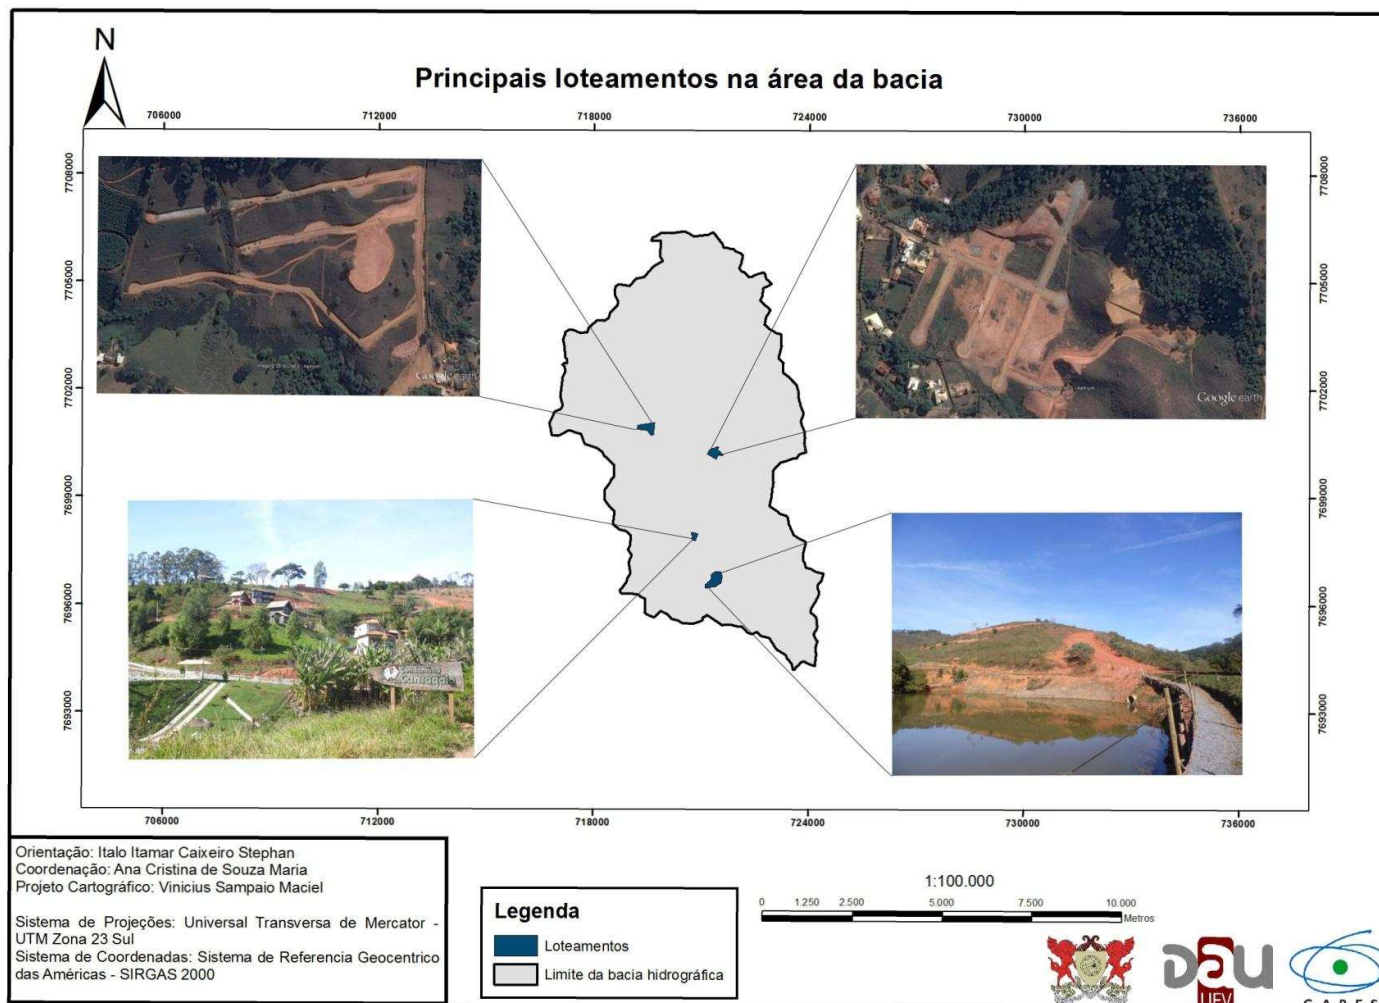 N
Principais loteamentos na área da bacia
706000
712000
718000
724000
730000
736000
7708000
7705000
7702000
7699000
7696000
7693000
7708000
7705000
7702000
7699000
7696000
7693000
Google earth
Google earth
Condomínio
706000
712000
718000
724000
730000
736000
Orientação: Italo Itamar Caixeiro Stephan
Coordenação: Ana Cristina de Souza Maria
Projeto Cartográfico: Vinicius Sampaio Maciel
Sistema de Projeções: Universal Transversa de Mercator -
UTM Zona 23 Sul
Sistema de Coordenadas: Sistema de Referencia Geocentrico
das Américas - SIRGAS 2000
Legenda
Loteamentos
Limite da bacia hidrográfica
1:100.000
0 1.250 2.500 5.000 7.500 10.000
Metros
DAU
UFV
CAPES